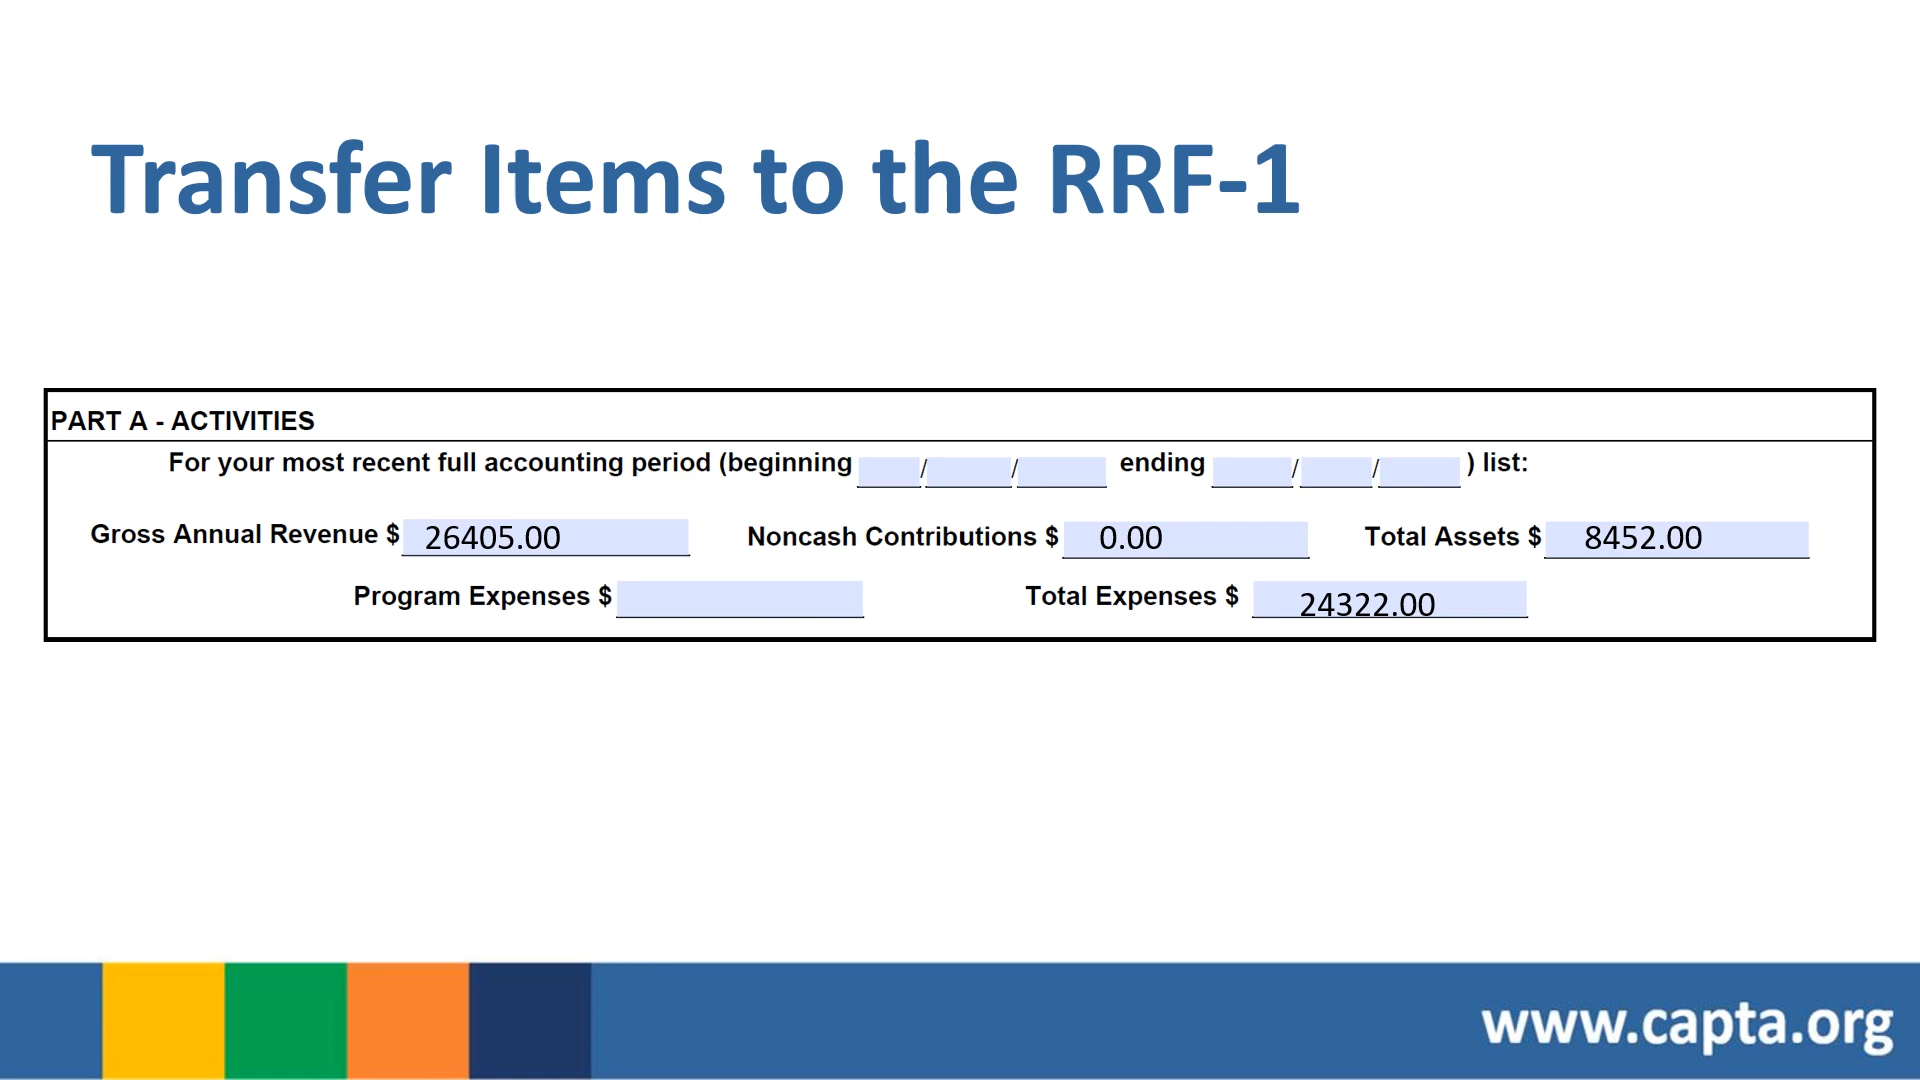 Transfer Items to the RRF-1
PART A - ACTIVITIES
For your most recent full accounting period (beginning / / ending / / ) list:
Gross Annual Revenue $ 26405.00 Noncash Contributions $ 0.00 Total Assets $ 8452.00
Program Expenses $ Total Expenses $ 24322.00
www.capta.org